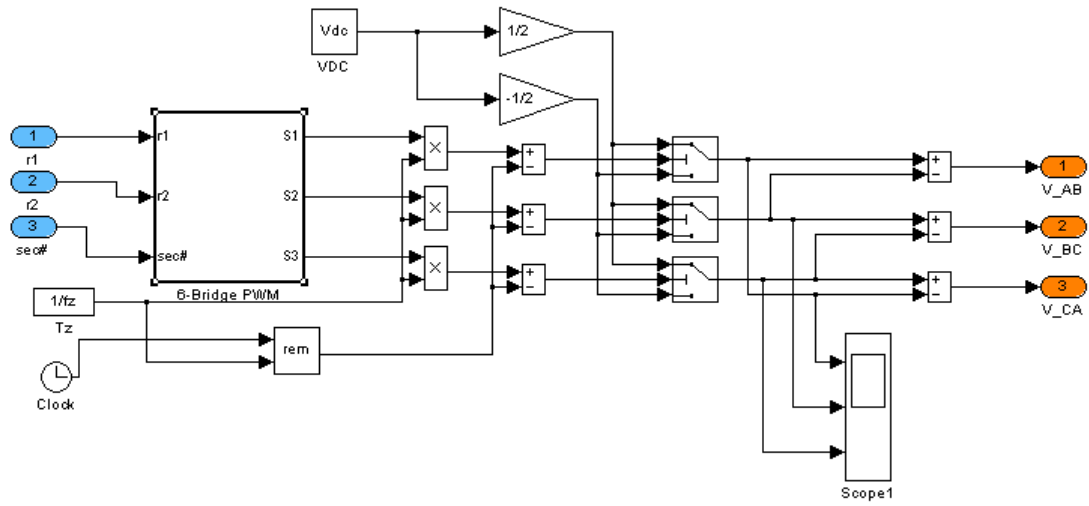 Vdc
VDC
1/2
-1/2
1
r1
2
r2
3
sec#
r1
r2
sec#
S1
S2
S3
6-Bridge PWM
×
×
×
+
−
+
−
+
−
+
−
+
−
+
−
1
V_AB
2
V_BC
3
V_CA
1/fz
Tz
rem
Clock
Scope1